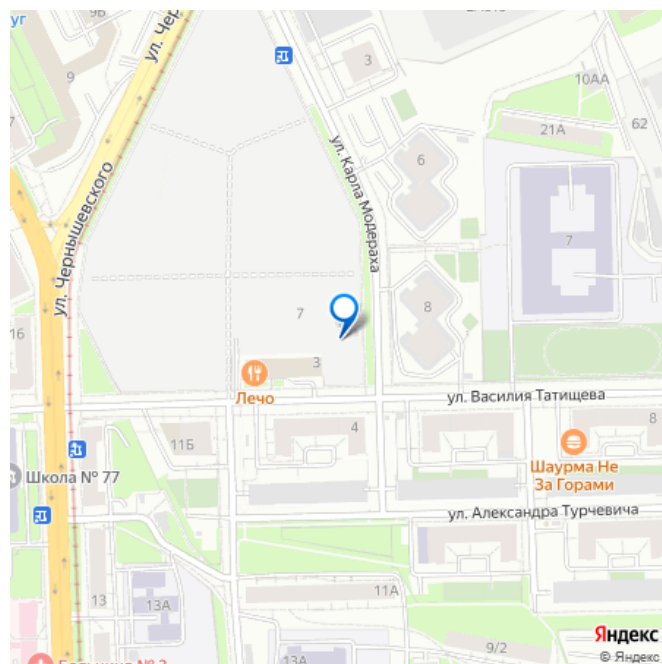 уг
9Б
ул. Чер
9
3
10АА
62
21А
ул. Карла Модераха
6
7
ул. Чернышевского
7
8
16
3
Лечо
ул. Василия Татищева
4
8
11Б
Школа № 77
Шаурма Не
За Горами
ул. Александра Турчевича
11А
13
13А
9/2
13А
Яндекс
© Яндекс